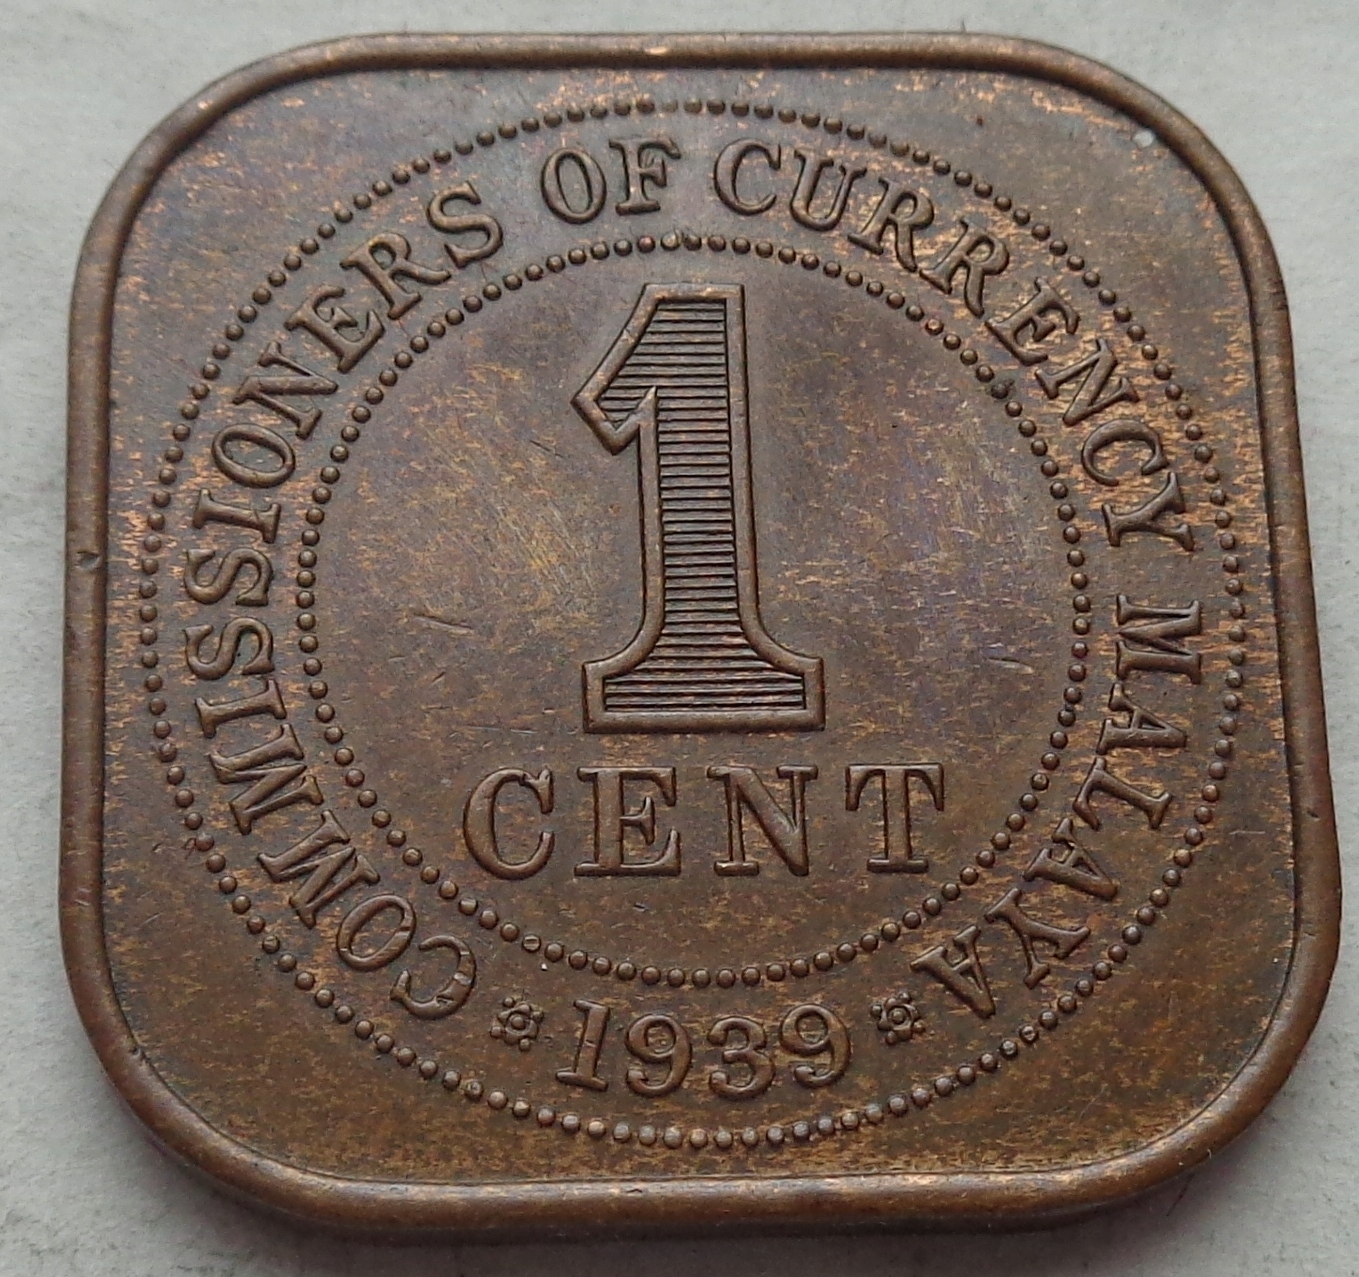 COMMISSIONERS OF CURRENCY MALAYA
1
CENT
1939